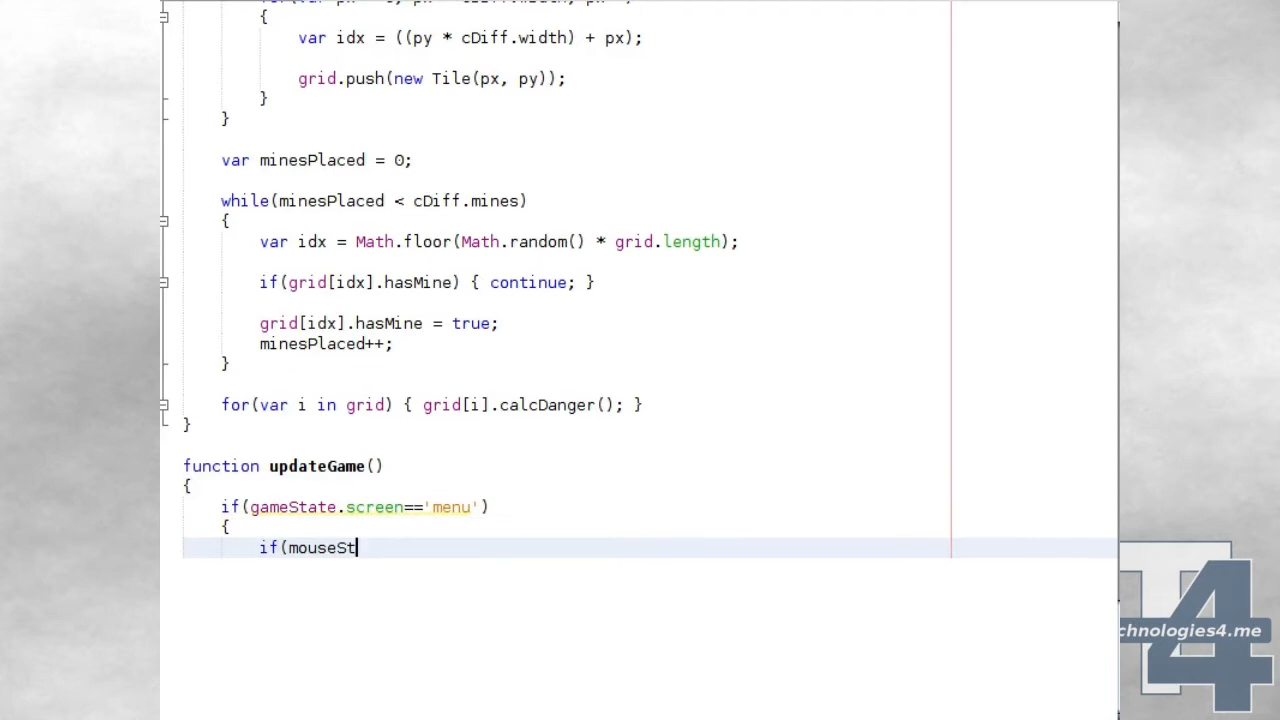 {
var idx = ((py * cDiff.width) + px);
grid.push(new Tile(px, py));
}
}
var minesPlaced = 0;
while(minesPlaced < cDiff.mines)
{
var idx = Math.floor(Math.random() * grid.length);
if(grid[idx].hasMine) { continue; }
grid[idx].hasMine = true;
minesPlaced++;
}
for(var i in grid) { grid[i].calcDanger(); }
}
function updateGame()
{
if(gameState.screen=='menu')
{
if(mouseSt
T4
chnologies4.me